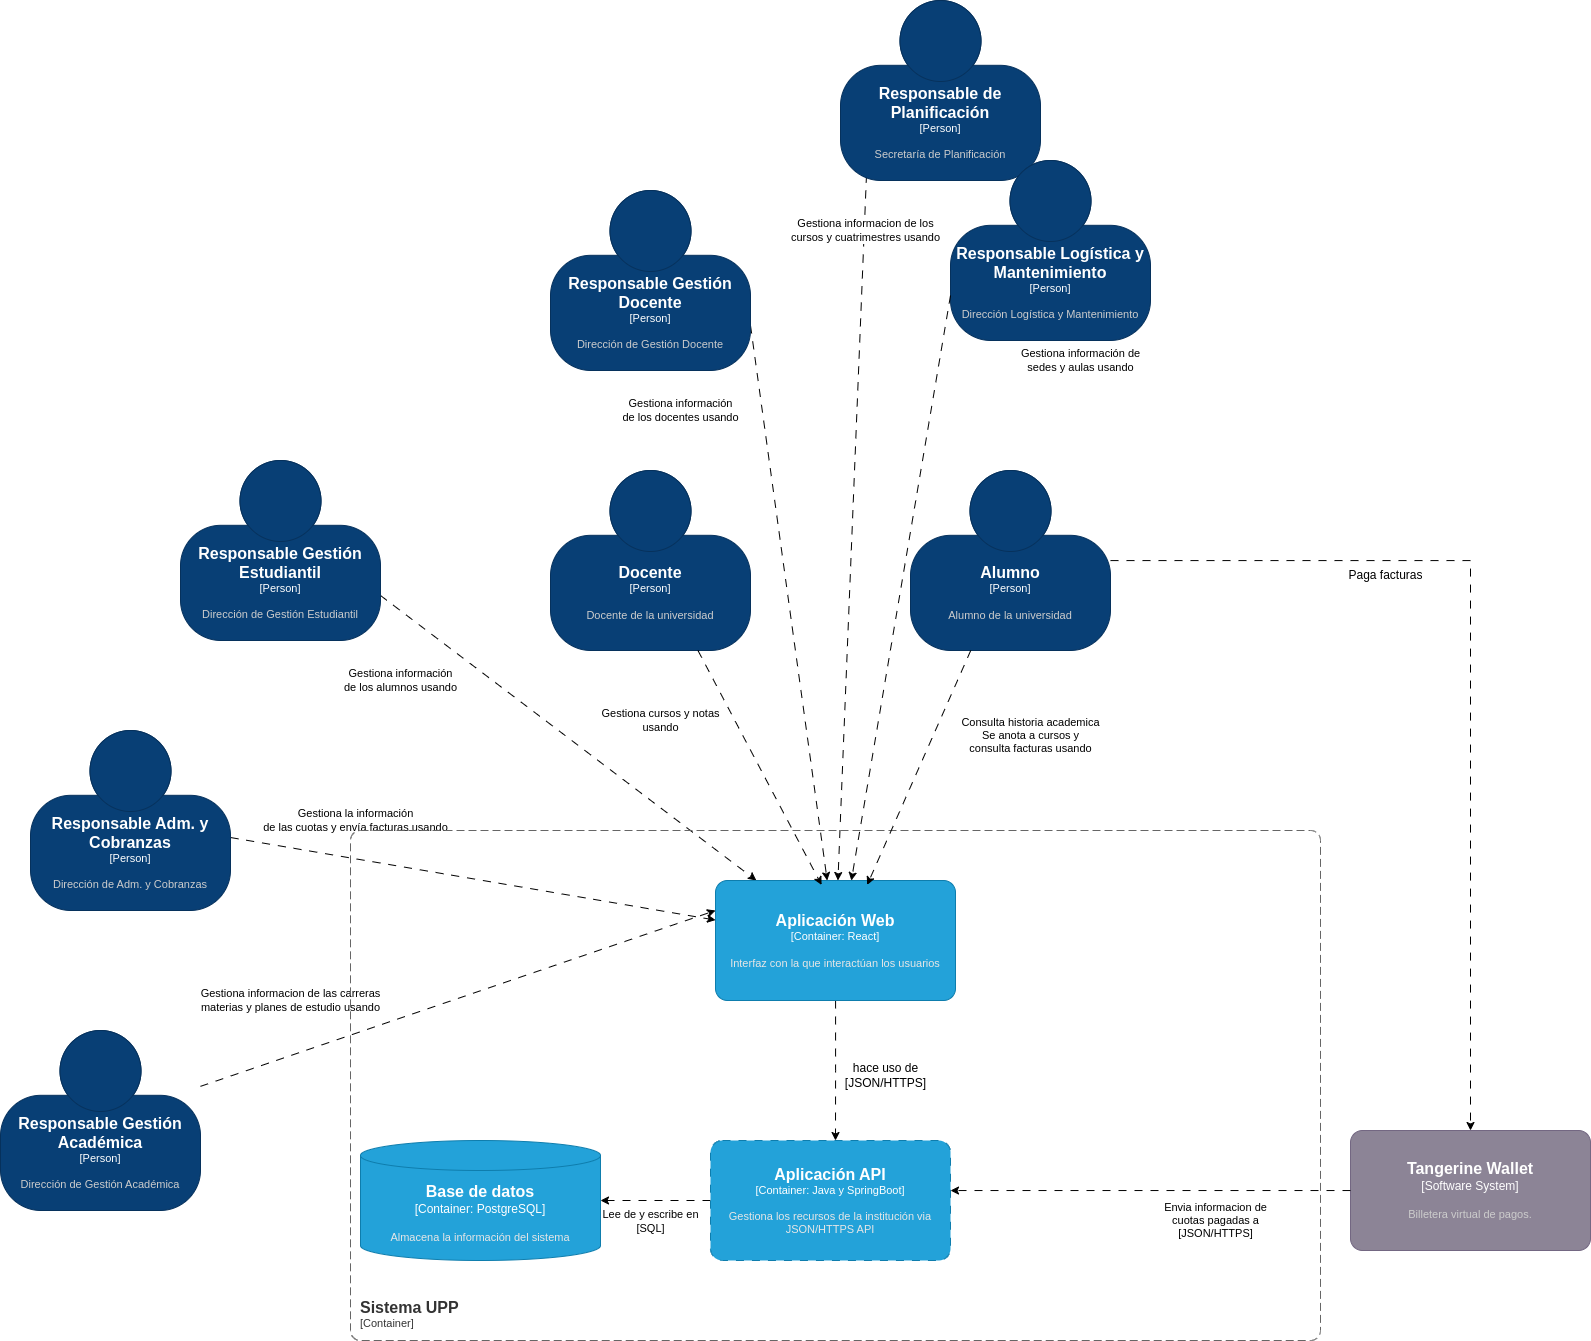 Responsable de
Planificación
[Person]
Secretaría de Planificación
Gestiona informacion de los
cursos y cuatrimestres usando
Responsable Logística y
Mantenimiento
[Person]
Dirección Logística y Mantenimiento
Gestiona información de
sedes y aulas usando
Responsable Gestión
Docente
[Person]
Dirección de Gestión Docente
Gestiona información
de los docentes usando
Responsable Gestión
Estudiantil
[Person]
Dirección de Gestión Estudiantil
Gestiona información
de los alumnos usando
Docente
[Person]
Docente de la universidad
Gestiona cursos y notas
usando
Alumno
[Person]
Alumno de la universidad
Consulta historia academica
Se anota a cursos y
consulta facturas usando
Paga facturas
Responsable Adm. y
Cobranzas
[Person]
Dirección de Adm. y Cobranzas
Gestiona la información
de las cuotas y envía facturas usando
Aplicación Web
[Container: React]
Interfaz con la que interactúan los usuarios
Gestiona informacion de las carreras
materias y planes de estudio usando
Responsable Gestión
Académica
[Person]
Dirección de Gestión Académica
hace uso de
[JSON/HTTPS]
Base de datos
[Container: PostgreSQL]
Almacena la información del sistema
Lee de y escribe en
[SQL]
Aplicación API
[Container: Java y SpringBoot]
Gestiona los recursos de la institución via
JSON/HTTPS API
Envia informacion de
cuotas pagadas a
[JSON/HTTPS]
Tangerine Wallet
[Software System]
Billetera virtual de pagos.
Sistema UPP
[Container]